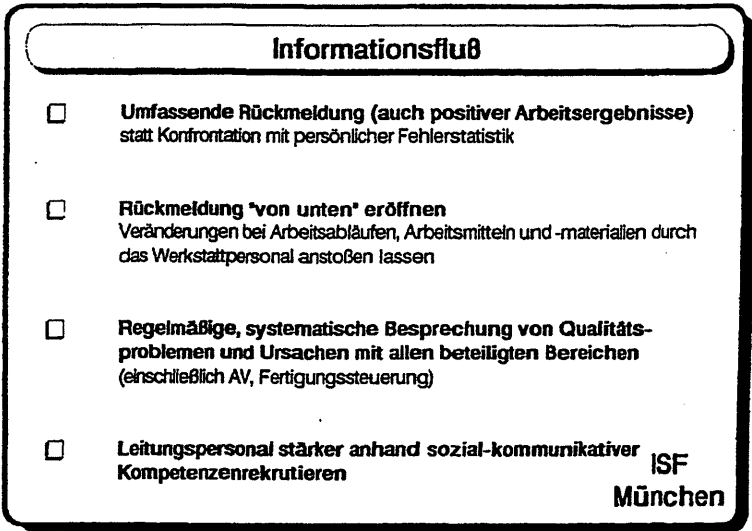 Informationsfluß
Umfassende Rückmeldung (auch positiver Arbeitsergebnisse)
statt Konfrontation mit persönlicher Fehlerstatistik
Rückmeldung "von unten" eröffnen
Veränderungen bei Arbeitsabläufen, Arbeitsmitteln und -materialien durch
das Werkstattpersonal anstoßen lassen
Regelmäßige, systematische Besprechung von Qualitäts-
problemen und Ursachen mit allen beteiligten Bereichen
(einschließlich AV, Fertigungssteuerung)
Leitungspersonal stärker anhand sozial-kommunikativer
Kompetenzenrekrutieren
ISF
München